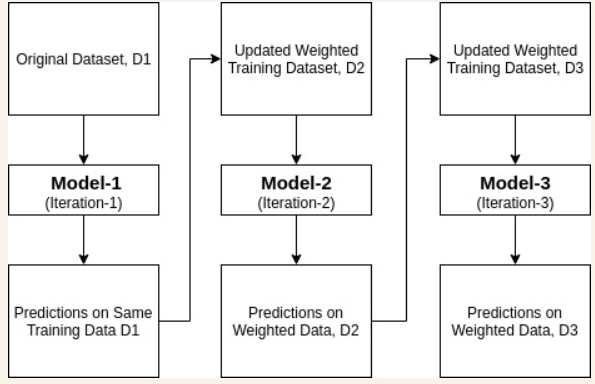 Original Dataset, D1
Model-1
(Iteration-1)
Predictions on Same
Training Data D1
Updated Weighted
Training Dataset, D2
Model-2
(Iteration-2)
Predictions on
Weighted Data, D2
Updated Weighted
Training Dataset, D3
Model-3
(Iteration-3)
Predictions on
Weighted Data, D3